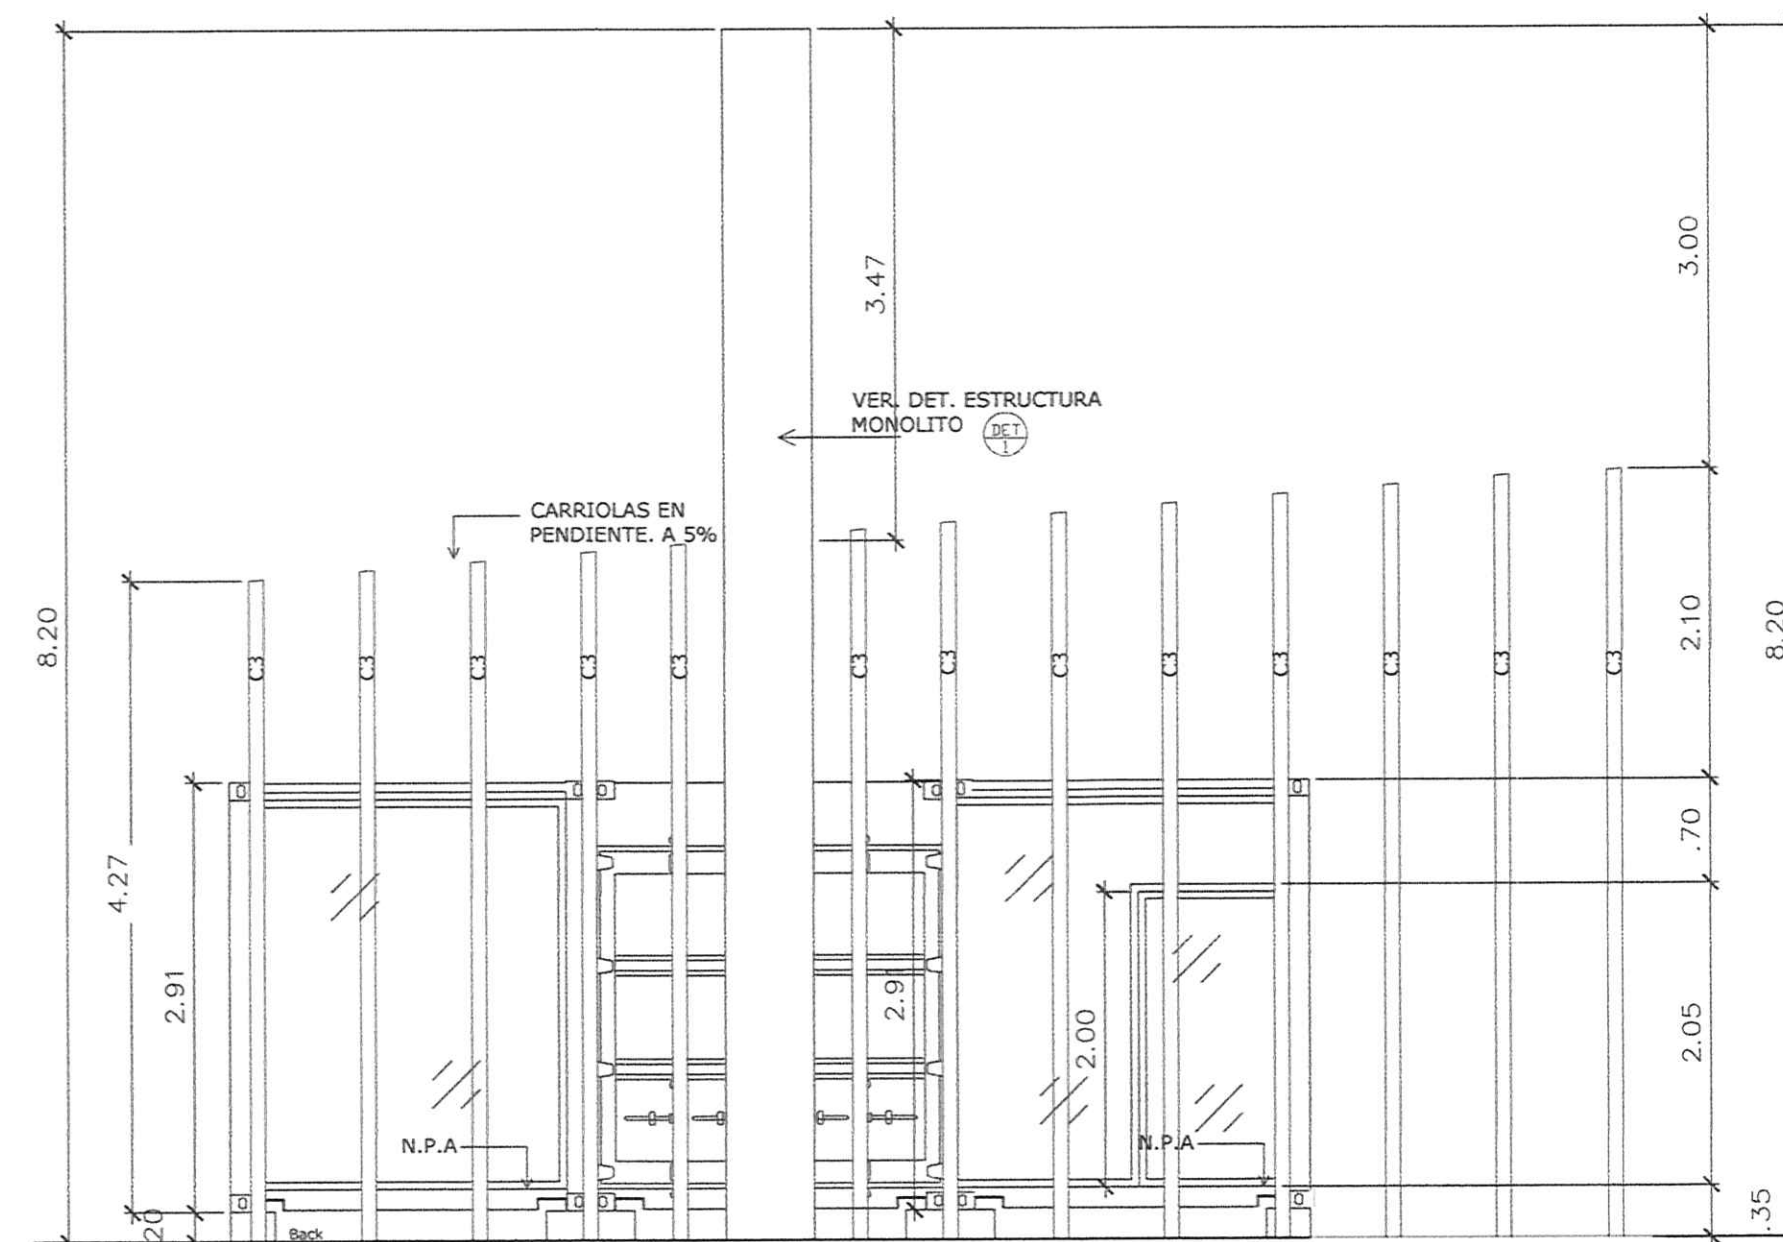 3.00
3.47
VER. DET. ESTRUCTURA
MONOLITO
DET
1
CARRIOLAS EN
PENDIENTE. A 5%
8.20
2.10
8.20
C3 C3 C3 C3 C3 C3 C3 C3 C3 C3 C3 C3 C3
4.27
.70
2.91
2.91
2.00
2.05
N.P.A
N.P.A
20
Back
.35